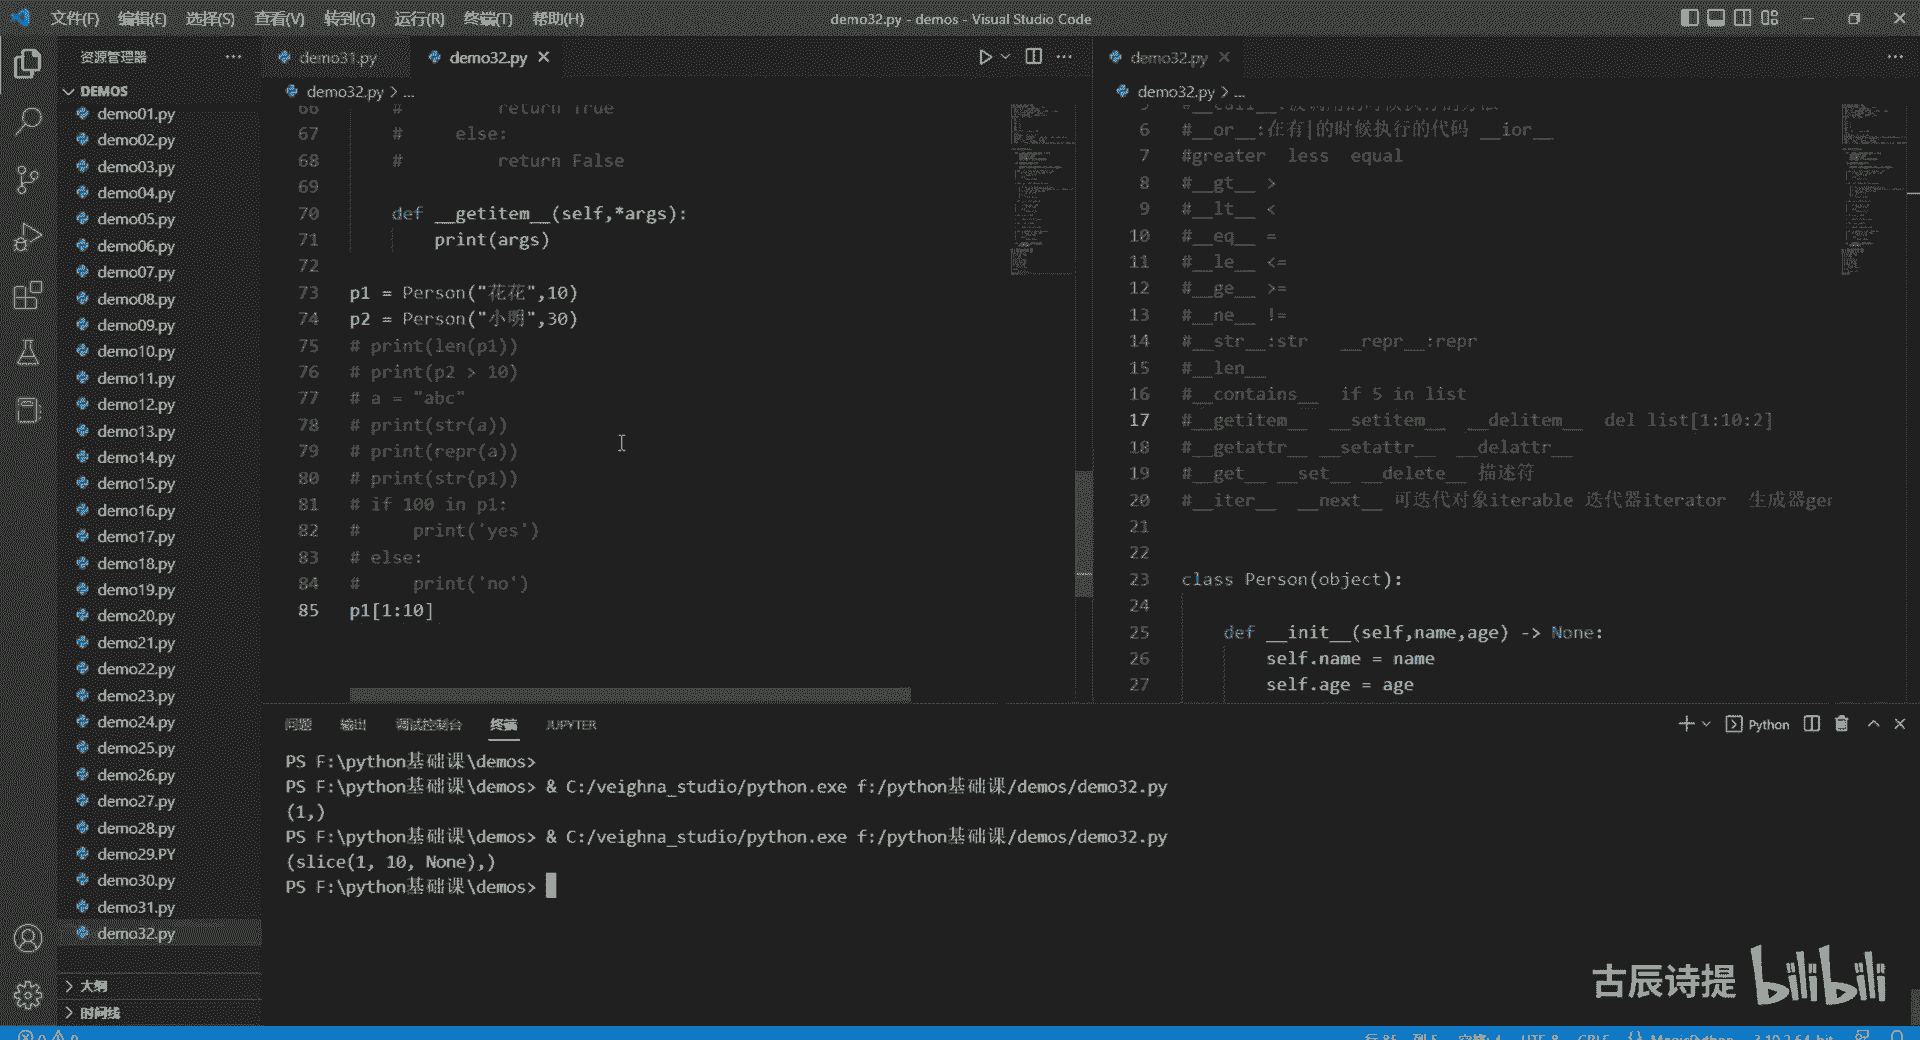 文件(F) 编辑(E) 选择(S) 查看(V) 转到(G) 运行(R) 终端(T) 帮助(H)
demo32.py - demos - Visual Studio Code
资源管理器
DEMOS
demo01.py
demo02.py
demo03.py
demo04.py
demo05.py
demo06.py
demo07.py
demo08.py
demo09.py
demo10.py
demo11.py
demo12.py
demo13.py
demo14.py
demo15.py
demo16.py
demo17.py
demo18.py
demo19.py
demo20.py
demo21.py
demo22.py
demo23.py
demo24.py
demo25.py
demo26.py
demo27.py
demo28.py
demo29.PY
demo30.py
demo31.py
demo32.py
大纲
时间线
demo31.py demo32.py
demo32.py > ...
66 # return True
67 # else:
68 # return False
69
70 def __getitem__(self,*args):
71 print(args)
72
73 p1 = Person("花花",10)
74 p2 = Person("小明",30)
75 # print(len(p1))
76 # print(p2 > 10)
77 # a = "abc"
78 # print(str(a))
79 # print(repr(a))
80 # print(str(p1))
81 # if 100 in p1:
82 # print('yes')
83 # else:
84 # print('no')
85 p1[1:10]
demo32.py
demo32.py > ...
6 #__or__:在有|的时候执行的代码 __ior__
7 #greater less equal
8 #__gt__ >
9 #__lt__ <
10 #__eq__ =
11 #__le__ <=
12 #__ge__ >=
13 #__ne__ !=
14 #__str__:str __repr__:repr
15 #__len__
16 #__contains__ if 5 in list
17 #__getitem__ __setitem__ __delitem__ del list[1:10:2]
18 #__getattr__ __setattr__ __delattr__
19 #__get__ __set__ __delete__ 描述符
20 #__iter__ __next__ 可迭代对象iterable 迭代器iterator 生成器ger
21
22
23 class Person(object):
24
25 def __init__(self,name,age) -> None:
26 self.name = name
27 self.age = age
问题 输出 调试控制台 终端 JUPYTER
Python
PS F:\python基础课\demos>
PS F:\python基础课\demos> & C:/veighna_studio/python.exe f:/python基础课/demos/demo32.py
(1,)
PS F:\python基础课\demos> & C:/veighna_studio/python.exe f:/python基础课/demos/demo32.py
(slice(1, 10, None),)
PS F:\python基础课\demos>
古辰诗提 bilibili